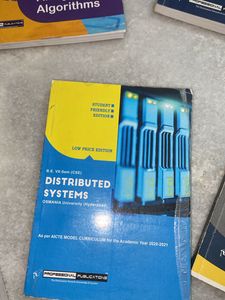 Algorithms
STUDENT
FRIENDLY
EDITION
LOW PRICE EDITION
B.E. VII-Sem (CSE)
DISTRIBUTED
SYSTEMS
OSMANIA University (Hyderabad)
As per AICTE MODEL CURRICULUM for the Academic Year 2020-2021
PROFESSIONAL PUBLICATIONS